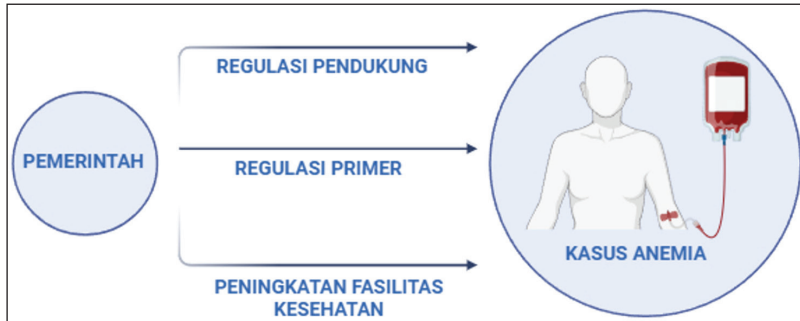 PEMERINTAH
REGULASI PENDUKUNG
REGULASI PRIMER
PENINGKATAN FASILITAS
KESEHATAN
KASUS ANEMIA